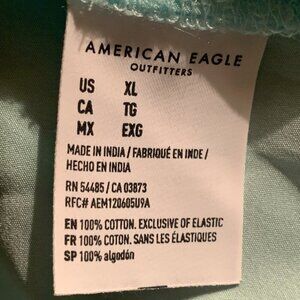 AMERICAN EAGLE
OUTFITTERS
US XL
CA TG
MX EXG
MADE IN INDIA / FABRIQUÉ EN INDE /
HECHO EN INDIA
RN 54485 / CA 03873
RFC# AEM120605U9A
EN 100% COTTON. EXCLUSIVE OF ELASTIC
FR 100% COTON. SANS LES ÉLASTIQUES
SP 100% algodón